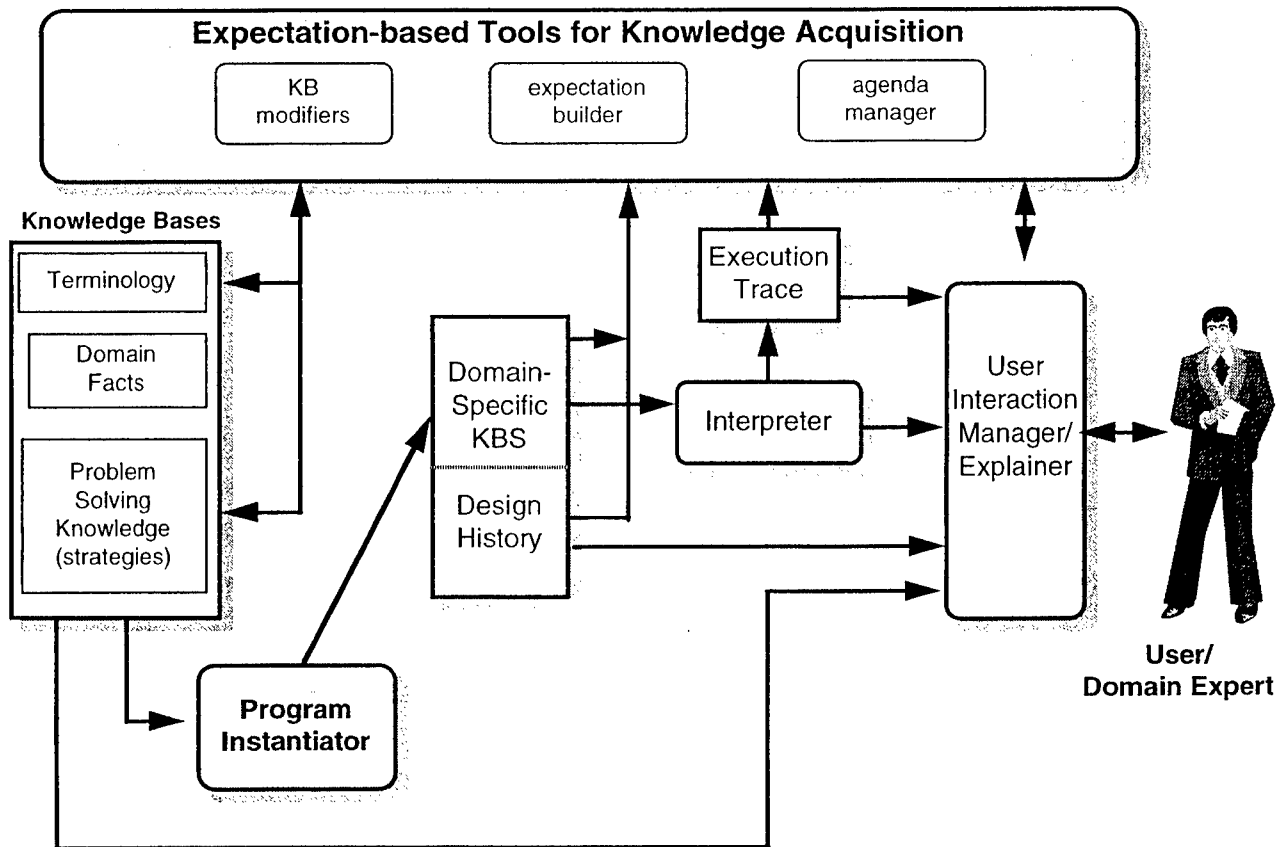 Expectation-based Tools for Knowledge Acquisition
KB
modifiers
expectation
builder
agenda
manager
Knowledge Bases
Terminology
Domain
Facts
Problem
Solving
Knowledge
(strategies)
Domain-
Specific
KBS
Design
History
Execution
Trace
Interpreter
User
Interaction
Manager/
Explainer
User/
Domain Expert
Program
Instantiator